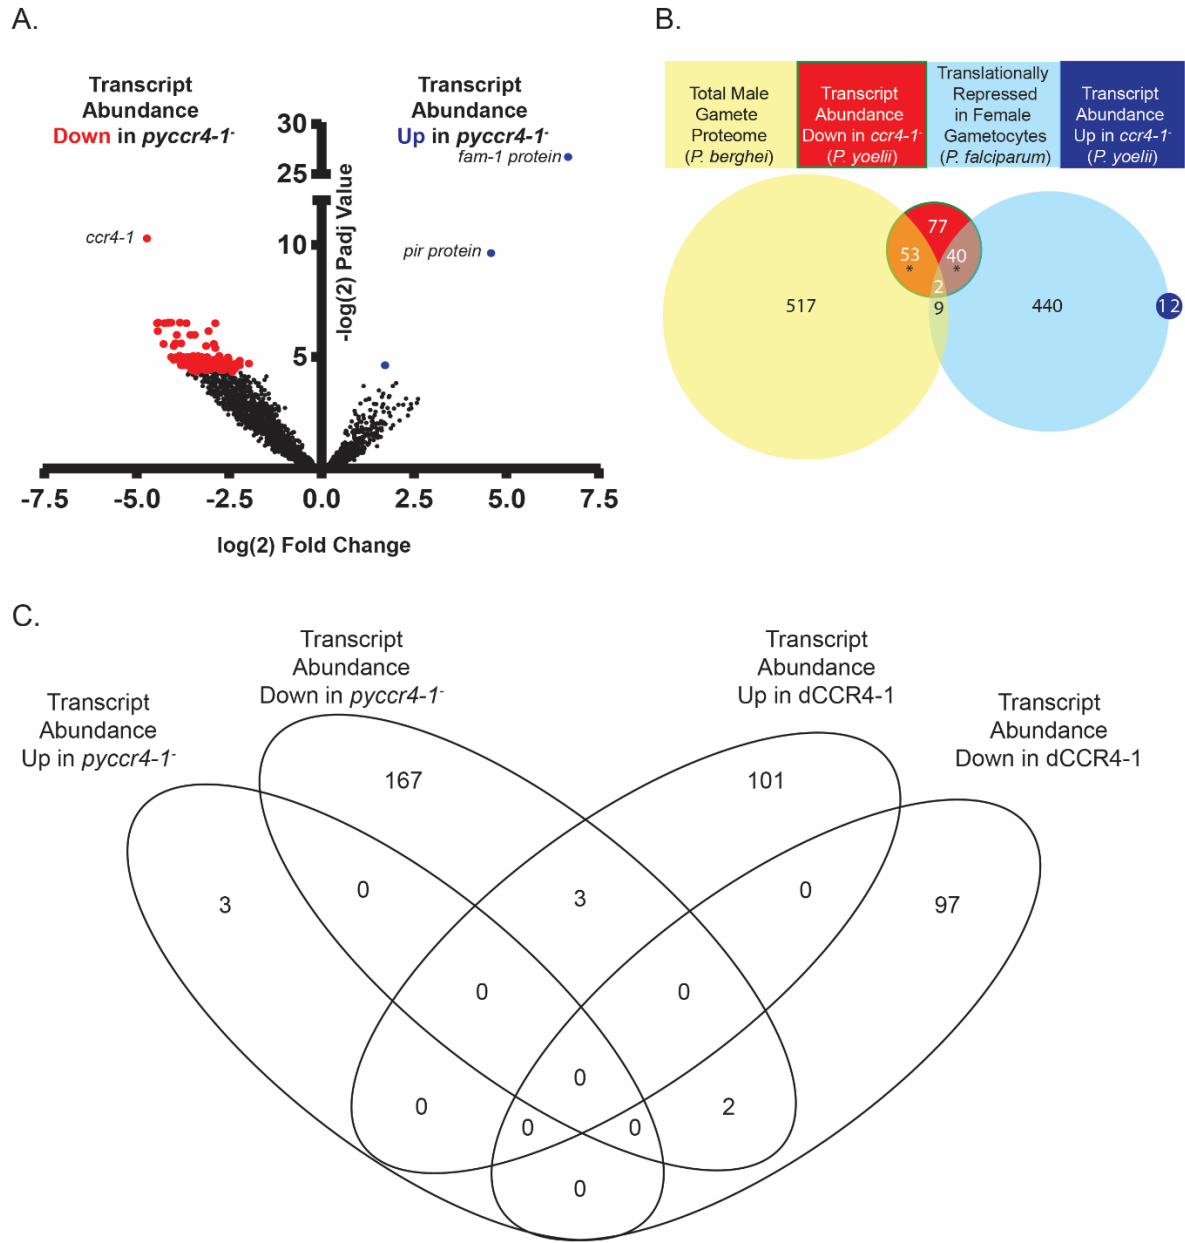 A.
Transcript
Abundance
Down in pyccr4-1-
Transcript
Abundance
Up in pyccr4-1-
fam-1 protein
ccr4-1
pir protein
30
25
10
5
-log(2) Padj Value
-7.5 -5.0 -2.5 0.0 2.5 5.0 7.5
log(2) Fold Change
B.
Total Male
Gamete
Proteome
(P. berghei)
Transcript
Abundance
Down in ccr4-1-
(P. yoelii)
Translationally
Repressed
in Female
Gametocytes
(P. falciparum)
Transcript
Abundance
Up in ccr4-1-
(P. yoelii)
77
53 40
* *
2
517 9 440 1 2
C.
Transcript
Abundance
Up in pyccr4-1-
Transcript
Abundance
Down in pyccr4-1-
Transcript
Abundance
Up in dCCR4-1
Transcript
Abundance
Down in dCCR4-1
167 101
3 0 3 0 97
0 0
0
0 2
0 0
0